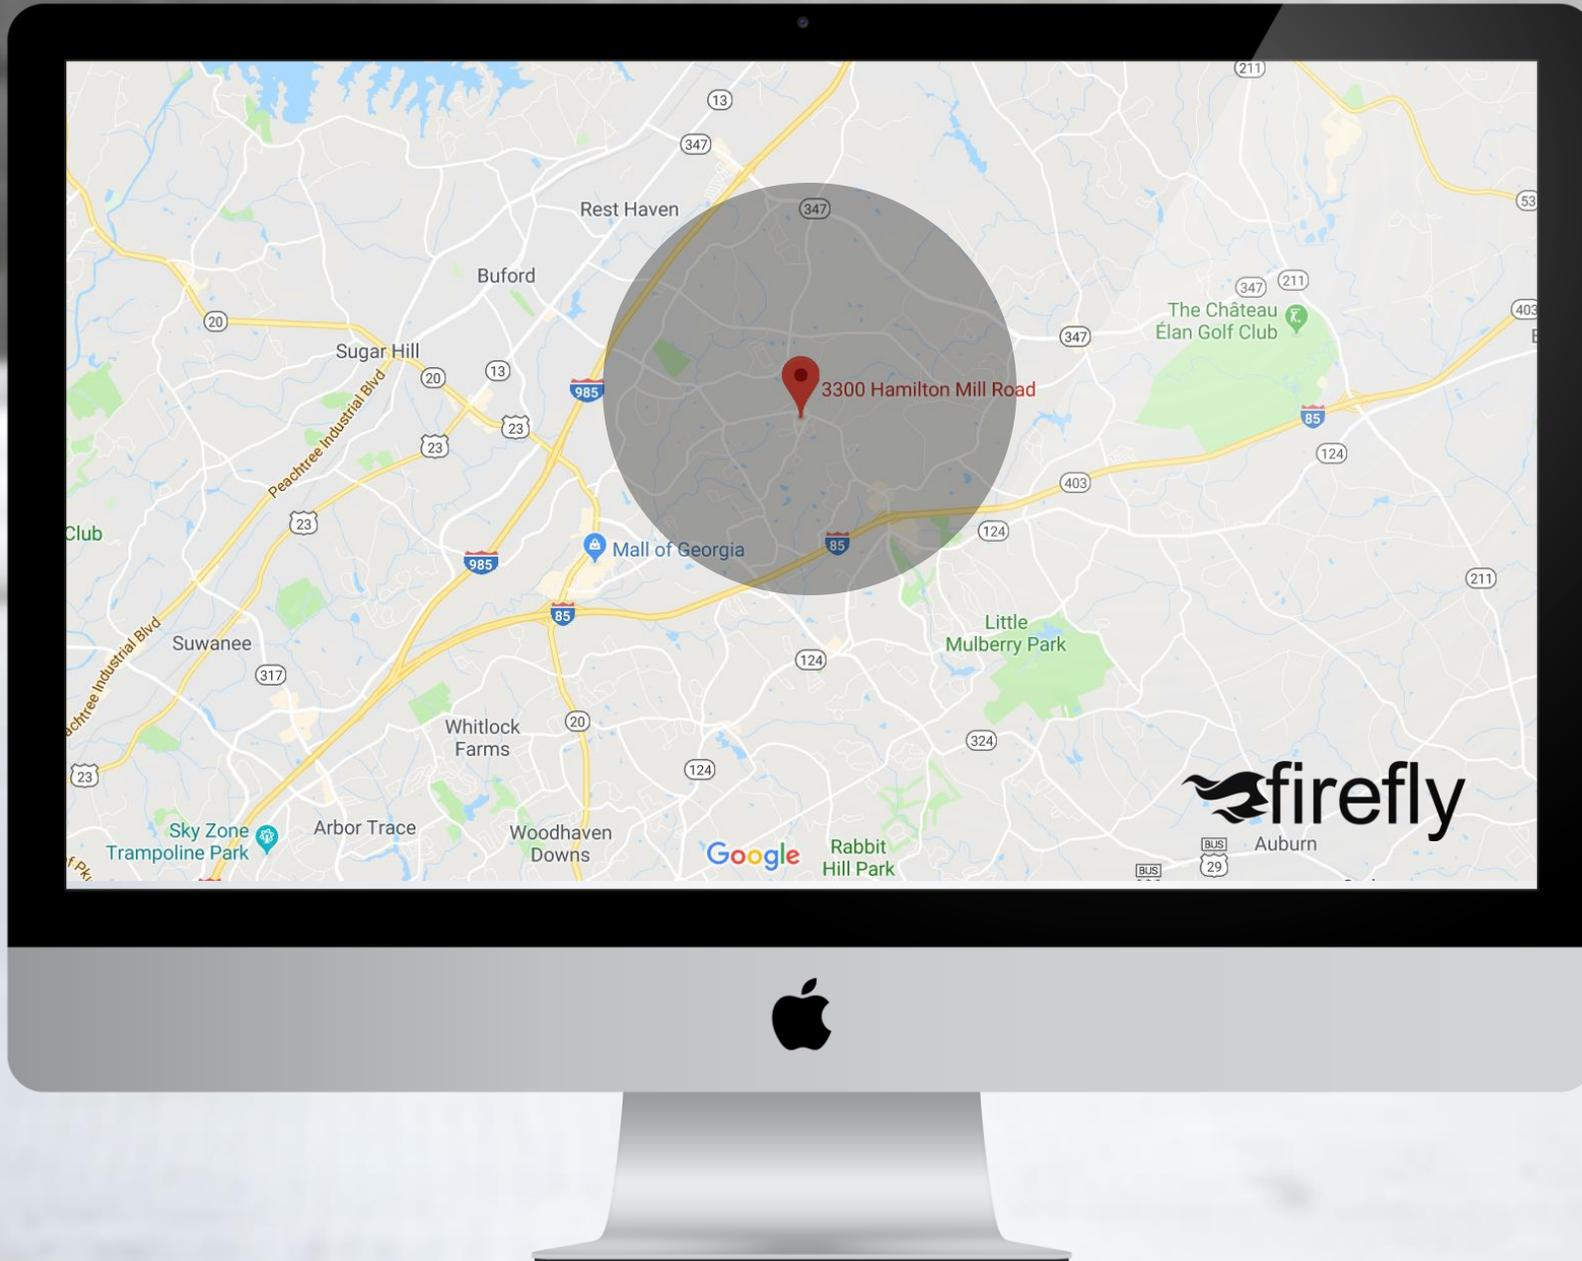 211
13
347
53
Rest Haven
347
Buford
347
211
The Château
Élan Golf Club
403
20
347
Sugar Hill
20
13
985
3300 Hamilton Mill Road
85
Peachtree Industrial Blvd
23
23
124
403
23
Club
124
Mall of Georgia
85
985
211
85
Little
Mulberry Park
Suwanee
124
317
achtree Industrial Blvd
Whitlock
Farms
20
324
124
23
firefly
Sky Zone
Trampoline Park
Arbor Trace
Woodhaven
Downs
Google
Rabbit
Hill Park
BUS
29
Auburn
BUS